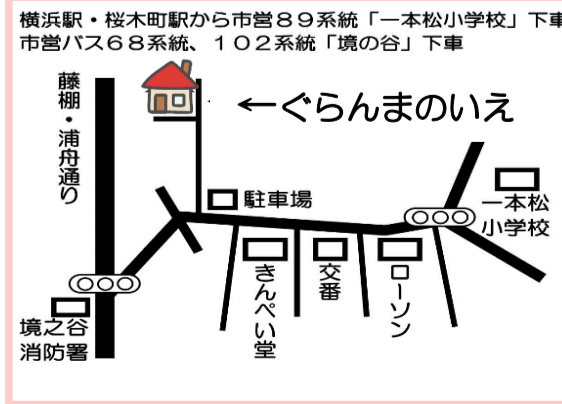 横浜駅・桜木町駅から市営８９系統「一本松小学校」下車
市営バス６８系統、１０２系統「境の谷」下車
藤棚・浦舟通り
←ぐらんまのいえ
駐車場
一本松
小学校
きんぺい堂
交番
ローソン
境之谷
消防署